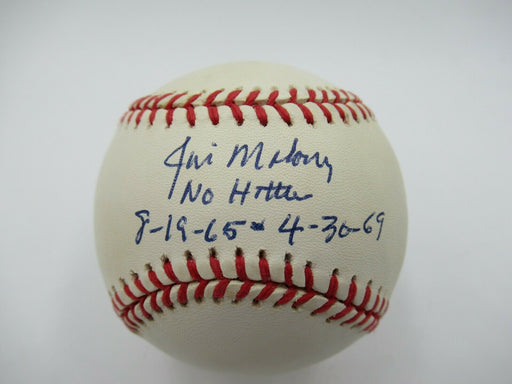 Jim Maloney
No Hitter
8-19-65 - 4-30-69